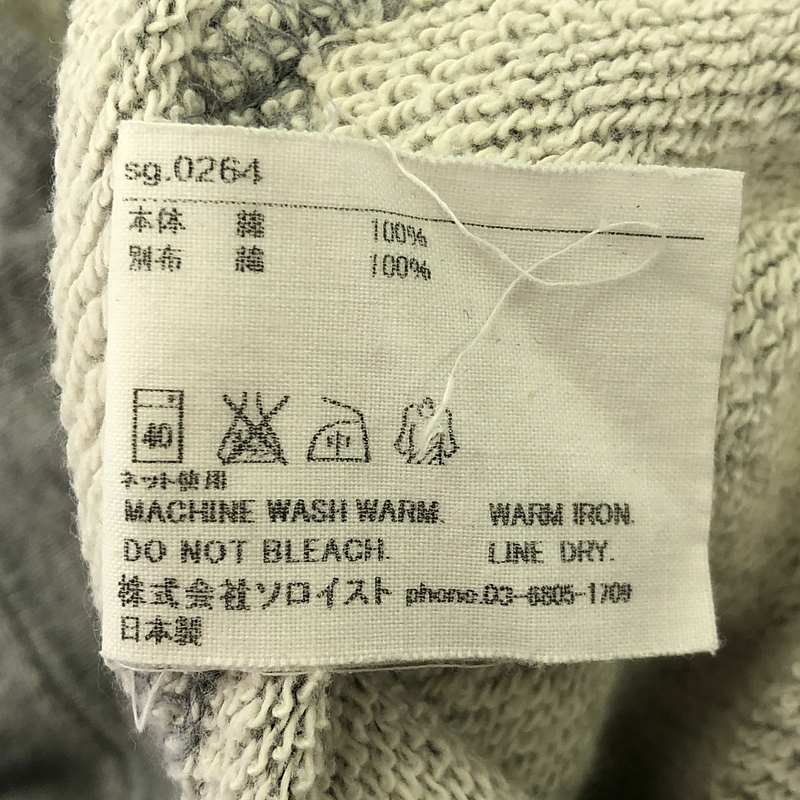 sg.0264
本体 綿 100%
別布 綿 100%
40 中
ネット使用
MACHINE WASH WARM. WARM IRON.
DO NOT BLEACH. LINE DRY.
株式会社ソロイスト phone.03-6805-1709
日本製